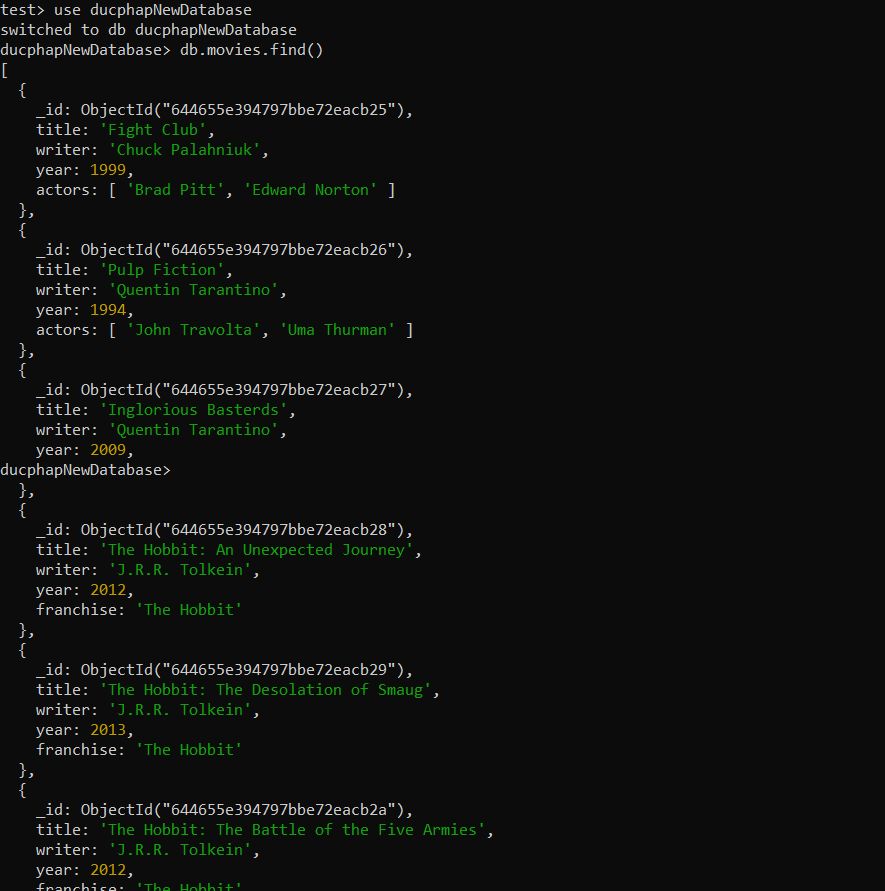 test> use ducphapNewDatabase
switched to db ducphapNewDatabase
ducphapNewDatabase> db.movies.find()
[
  {
    _id: ObjectId("644655e394797bbe72eacb25"),
    title: 'Fight Club',
    writer: 'Chuck Palahniuk',
    year: 1999,
    actors: [ 'Brad Pitt', 'Edward Norton' ]
  },
  {
    _id: ObjectId("644655e394797bbe72eacb26"),
    title: 'Pulp Fiction',
    writer: 'Quentin Tarantino',
    year: 1994,
    actors: [ 'John Travolta', 'Uma Thurman' ]
  },
  {
    _id: ObjectId("644655e394797bbe72eacb27"),
    title: 'Inglorious Basterds',
    writer: 'Quentin Tarantino',
    year: 2009,
ducphapNewDatabase>
  },
  {
    _id: ObjectId("644655e394797bbe72eacb28"),
    title: 'The Hobbit: An Unexpected Journey',
    writer: 'J.R.R. Tolkein',
    year: 2012,
    franchise: 'The Hobbit'
  },
  {
    _id: ObjectId("644655e394797bbe72eacb29"),
    title: 'The Hobbit: The Desolation of Smaug',
    writer: 'J.R.R. Tolkein',
    year: 2013,
    franchise: 'The Hobbit'
  },
  {
    _id: ObjectId("644655e394797bbe72eacb2a"),
    title: 'The Hobbit: The Battle of the Five Armies',
    writer: 'J.R.R. Tolkein',
    year: 2012,
    franchise: 'The Hobbit'